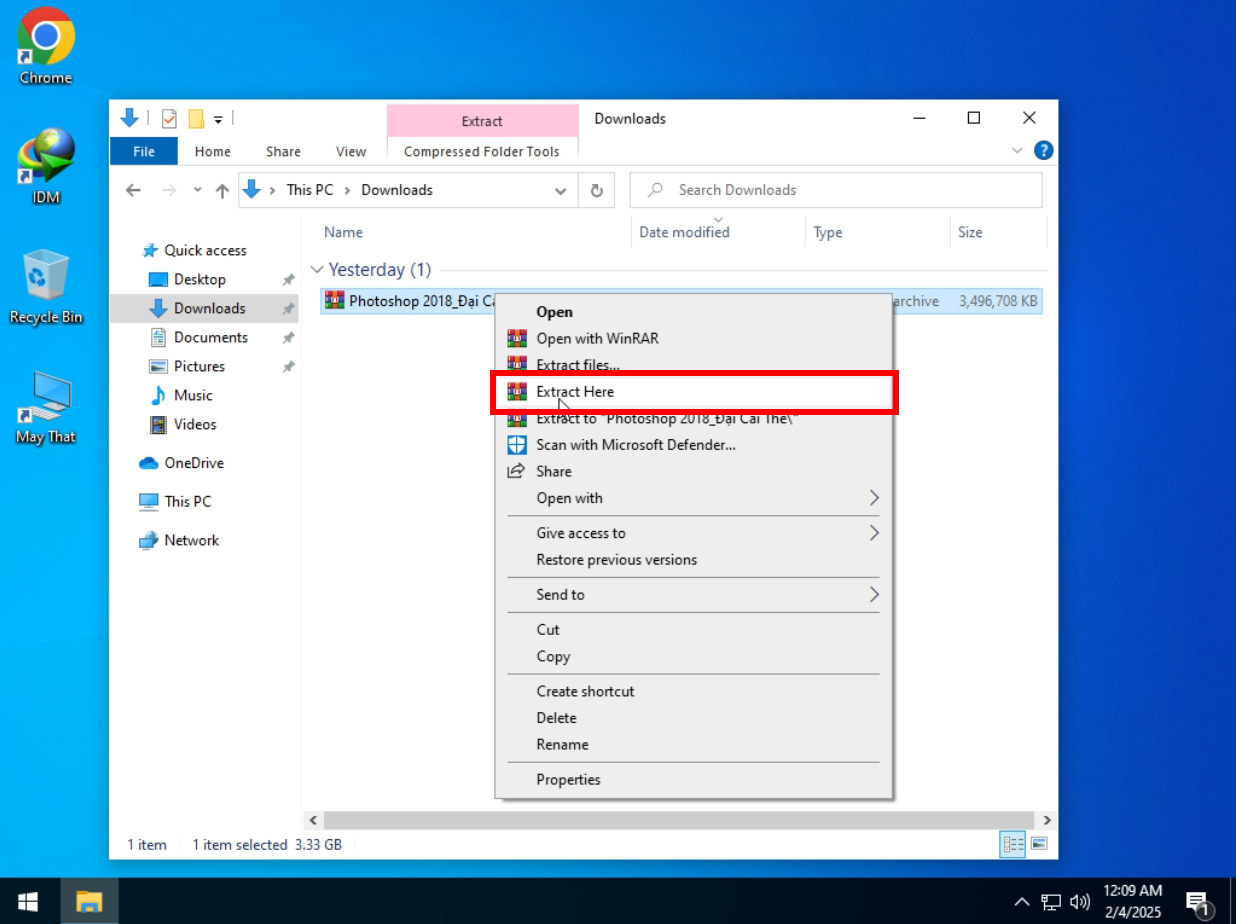 Chrome
IDM
Recycle Bin
May That
Extract
Downloads
File
Home
Share
View
Compressed Folder Tools
?
This PC
Downloads
Search Downloads
Name
Date modified
Type
Size
Quick access
Desktop
Downloads
Documents
Pictures
Music
Videos
OneDrive
This PC
Network
Yesterday (1)
Photoshop 2018_Đại Cá
archive
3,496,708 KB
Open
Open with WinRAR
Extract files...
Extract Here
Extract to "Photoshop 2018_Đại Cát Thế\"
Scan with Microsoft Defender...
Share
Open with
Give access to
Restore previous versions
Send to
Cut
Copy
Create shortcut
Delete
Rename
Properties
1 item
1 item selected 3.33 GB
12:09 AM
2/4/2025
1